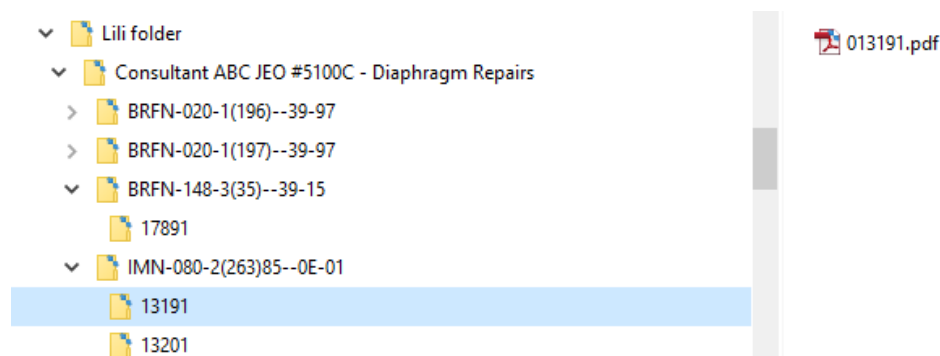 Lili folder
Consultant ABC JEO #5100C - Diaphragm Repairs
BRFN-020-1(196)--39-97
BRFN-020-1(197)--39-97
BRFN-148-3(35)--39-15
17891
IMN-080-2(263)85--0E-01
13191
13201
013191.pdf